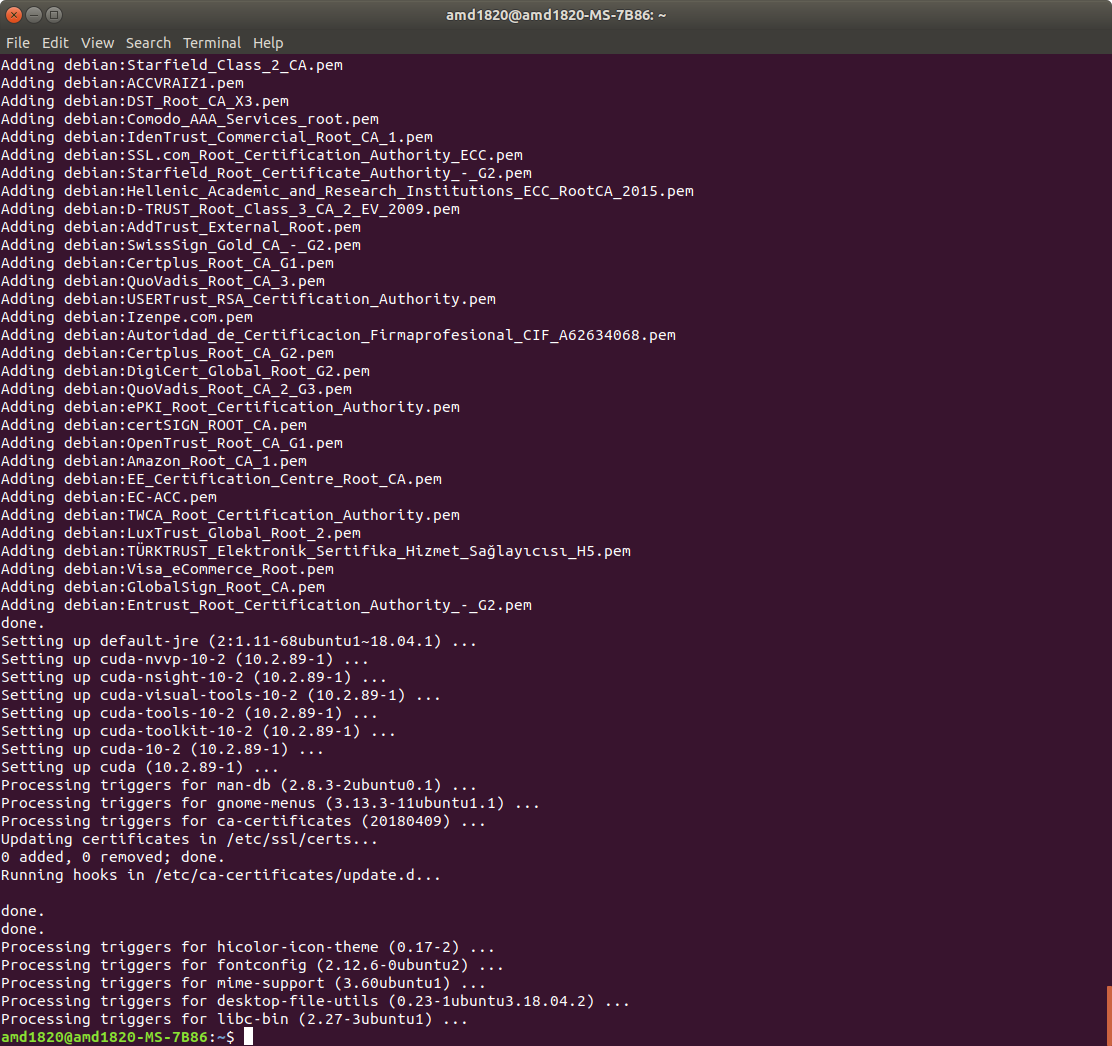 amd1820@amd1820-MS-7B86: ~
File Edit View Search Terminal Help
Adding debian:Starfield_Class_2_CA.pem
Adding debian:ACCVRAIZ1.pem
Adding debian:DST_Root_CA_X3.pem
Adding debian:Comodo_AAA_Services_root.pem
Adding debian:IdenTrust_Commercial_Root_CA_1.pem
Adding debian:SSL.com_Root_Certification_Authority_ECC.pem
Adding debian:Starfield_Root_Certificate_Authority_-_G2.pem
Adding debian:Hellenic_Academic_and_Research_Institutions_ECC_RootCA_2015.pem
Adding debian:D-TRUST_Root_Class_3_CA_2_EV_2009.pem
Adding debian:AddTrust_External_Root.pem
Adding debian:SwissSign_Gold_CA_-_G2.pem
Adding debian:Certplus_Root_CA_G1.pem
Adding debian:QuoVadis_Root_CA_3.pem
Adding debian:USERTrust_RSA_Certification_Authority.pem
Adding debian:Izenpe.com.pem
Adding debian:Autoridad_de_Certificacion_Firmaprofesional_CIF_A62634068.pem
Adding debian:Certplus_Root_CA_G2.pem
Adding debian:DigiCert_Global_Root_G2.pem
Adding debian:QuoVadis_Root_CA_2_G3.pem
Adding debian:ePKI_Root_Certification_Authority.pem
Adding debian:certSIGN_ROOT_CA.pem
Adding debian:OpenTrust_Root_CA_G1.pem
Adding debian:Amazon_Root_CA_1.pem
Adding debian:EE_Certification_Centre_Root_CA.pem
Adding debian:EC-ACC.pem
Adding debian:TWCA_Root_Certification_Authority.pem
Adding debian:LuxTrust_Global_Root_2.pem
Adding debian:TÜRKTRUST_Elektronik_Sertifika_Hizmet_Sağlayıcısı_H5.pem
Adding debian:Visa_eCommerce_Root.pem
Adding debian:GlobalSign_Root_CA.pem
Adding debian:Entrust_Root_Certification_Authority_-_G2.pem
done.
Setting up default-jre (2:1.11-68ubuntu1~18.04.1) ...
Setting up cuda-nvvp-10-2 (10.2.89-1) ...
Setting up cuda-nsight-10-2 (10.2.89-1) ...
Setting up cuda-visual-tools-10-2 (10.2.89-1) ...
Setting up cuda-tools-10-2 (10.2.89-1) ...
Setting up cuda-toolkit-10-2 (10.2.89-1) ...
Setting up cuda-10-2 (10.2.89-1) ...
Setting up cuda (10.2.89-1) ...
Processing triggers for man-db (2.8.3-2ubuntu0.1) ...
Processing triggers for gnome-menus (3.13.3-11ubuntu1.1) ...
Processing triggers for ca-certificates (20180409) ...
Updating certificates in /etc/ssl/certs...
0 added, 0 removed; done.
Running hooks in /etc/ca-certificates/update.d...

done.
done.
Processing triggers for hicolor-icon-theme (0.17-2) ...
Processing triggers for fontconfig (2.12.6-0ubuntu2) ...
Processing triggers for mime-support (3.60ubuntu1) ...
Processing triggers for desktop-file-utils (0.23-1ubuntu3.18.04.2) ...
Processing triggers for libc-bin (2.27-3ubuntu1) ...
amd1820@amd1820-MS-7B86:~$